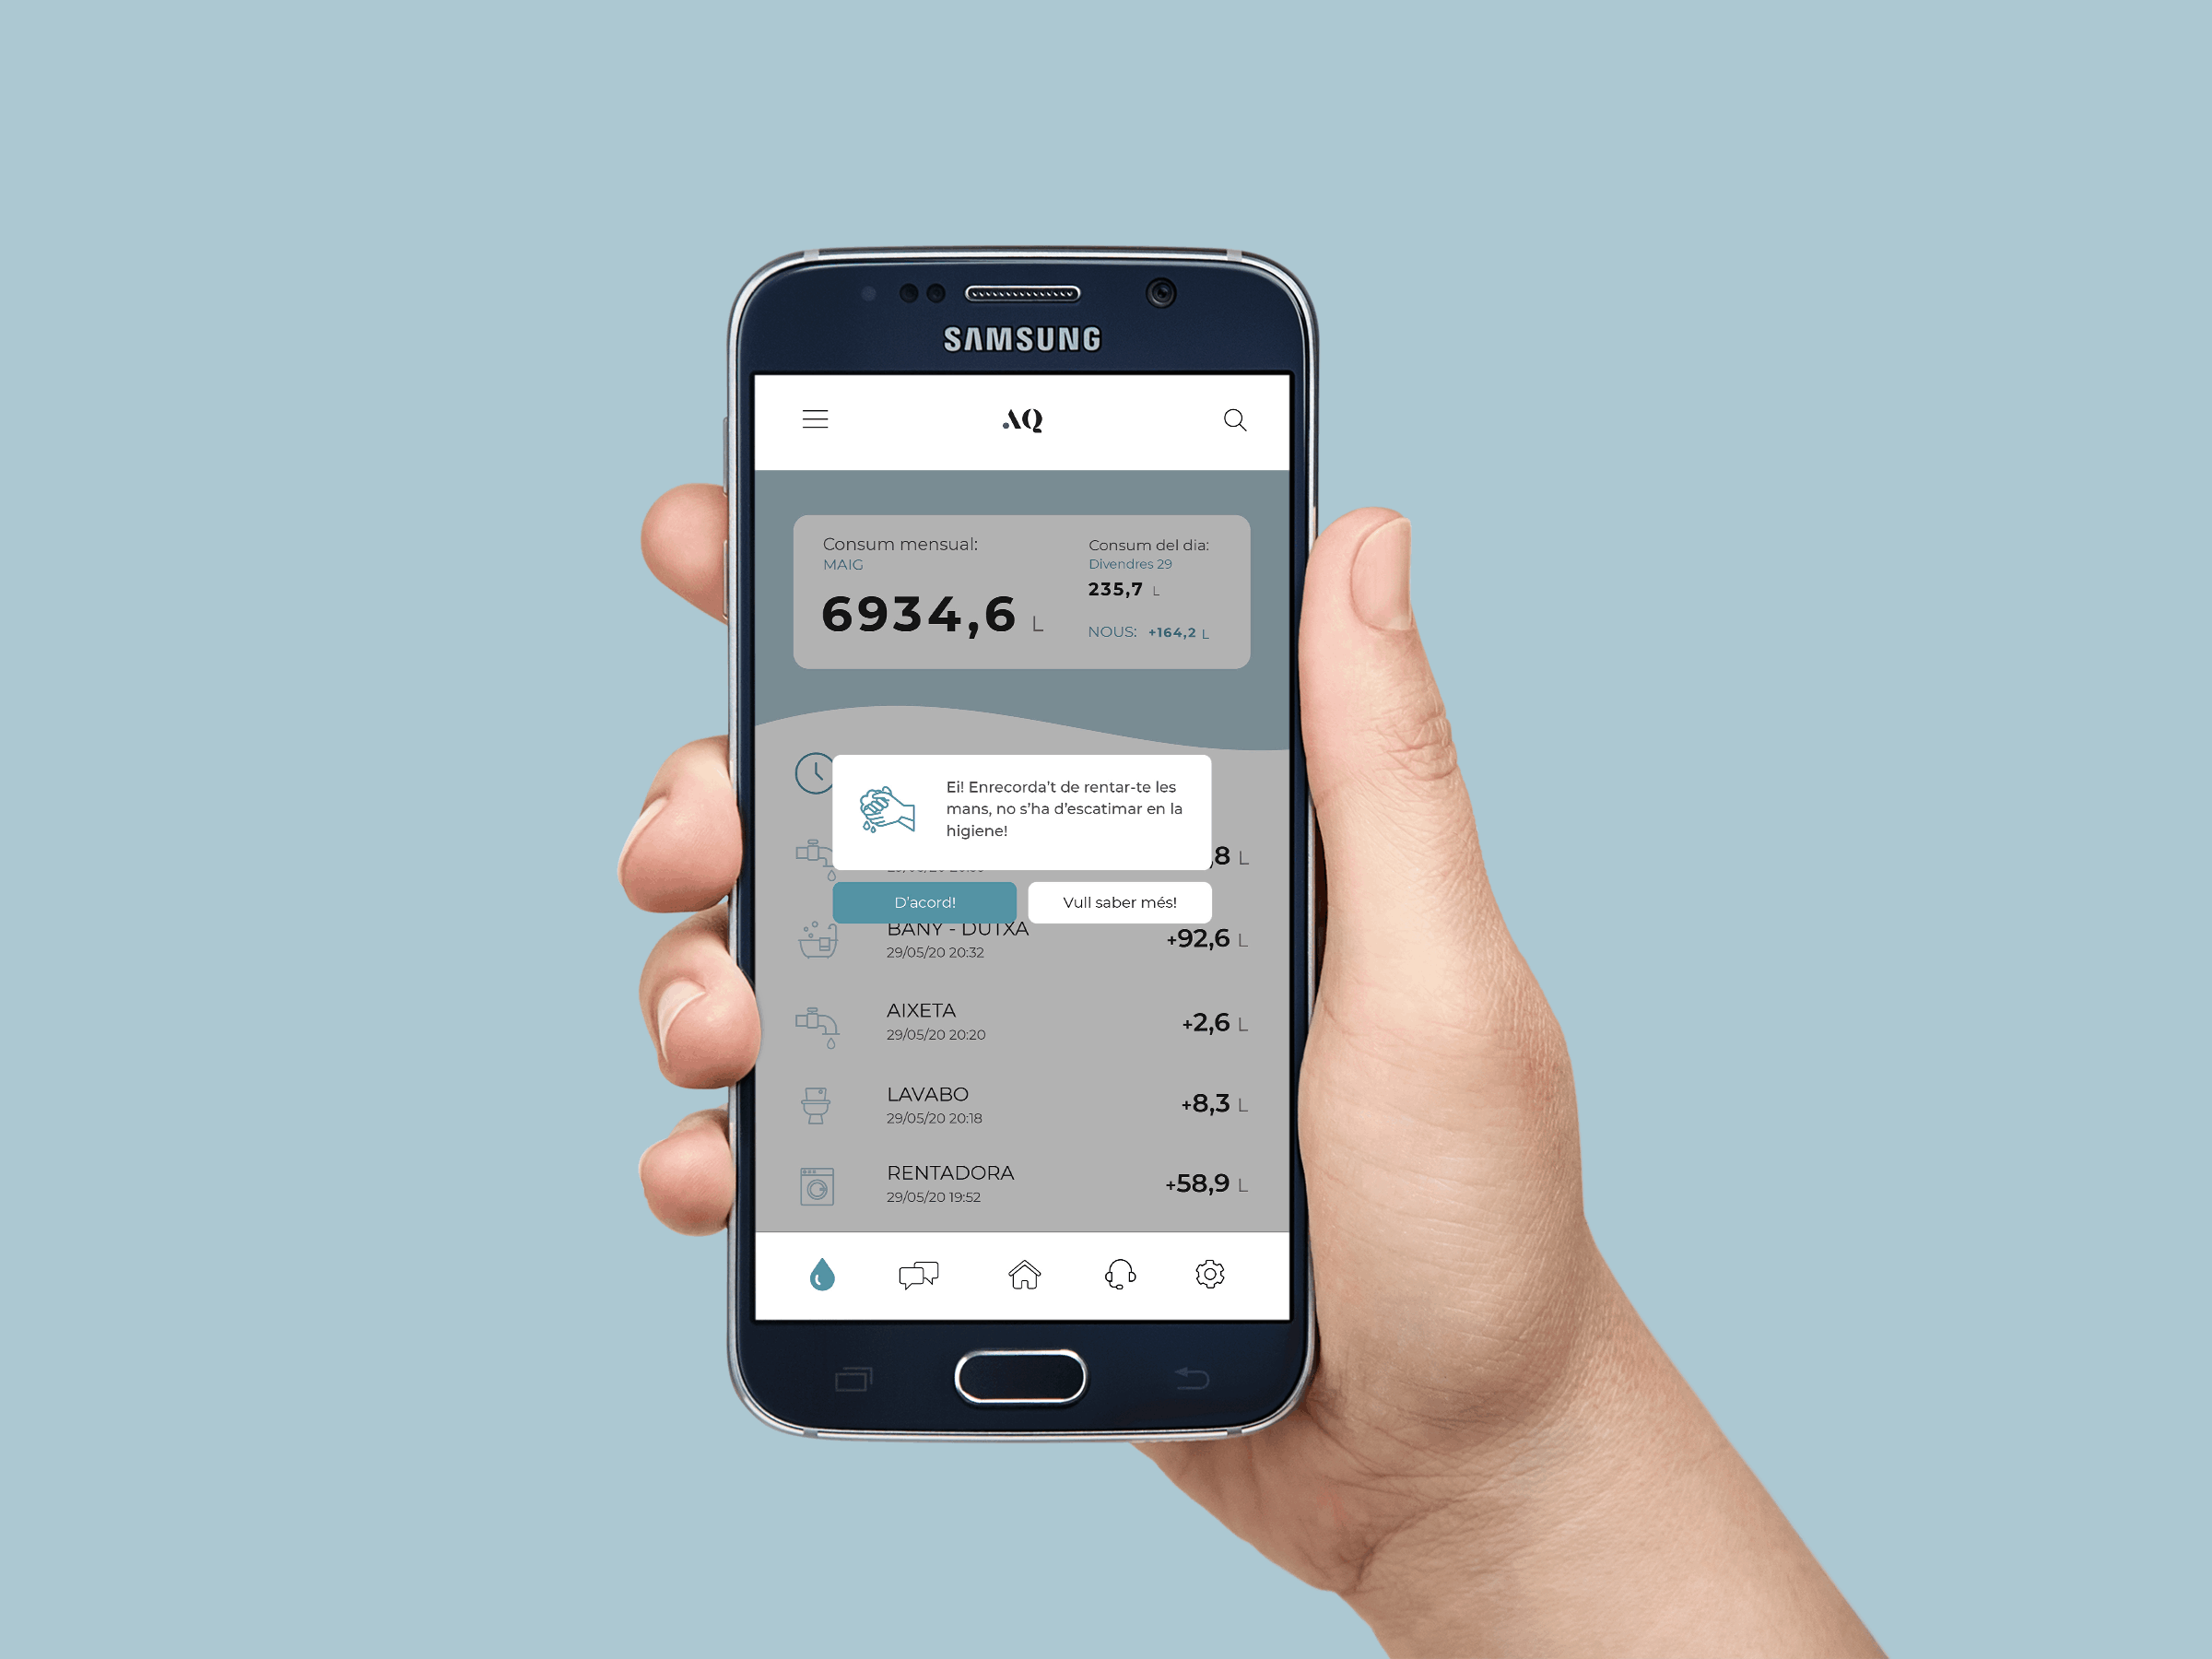 SAMSUNG
AQ
Consum mensual:
MAIG
6934,6 L
Consum del dia:
Divendres 29
235,7 L
NOUS: +164,2 L
Ei! Enrecorda't de rentar-te les
mans, no s'ha d'escatimar en la
higiene!
8 L
D'acord!
Vull saber més!
BANY - DUTXA
29/05/20 20:32
+92,6 L
AIXETA
29/05/20 20:20
+2,6 L
LAVABO
29/05/20 20:18
+8,3 L
RENTADORA
29/05/20 19:52
+58,9 L